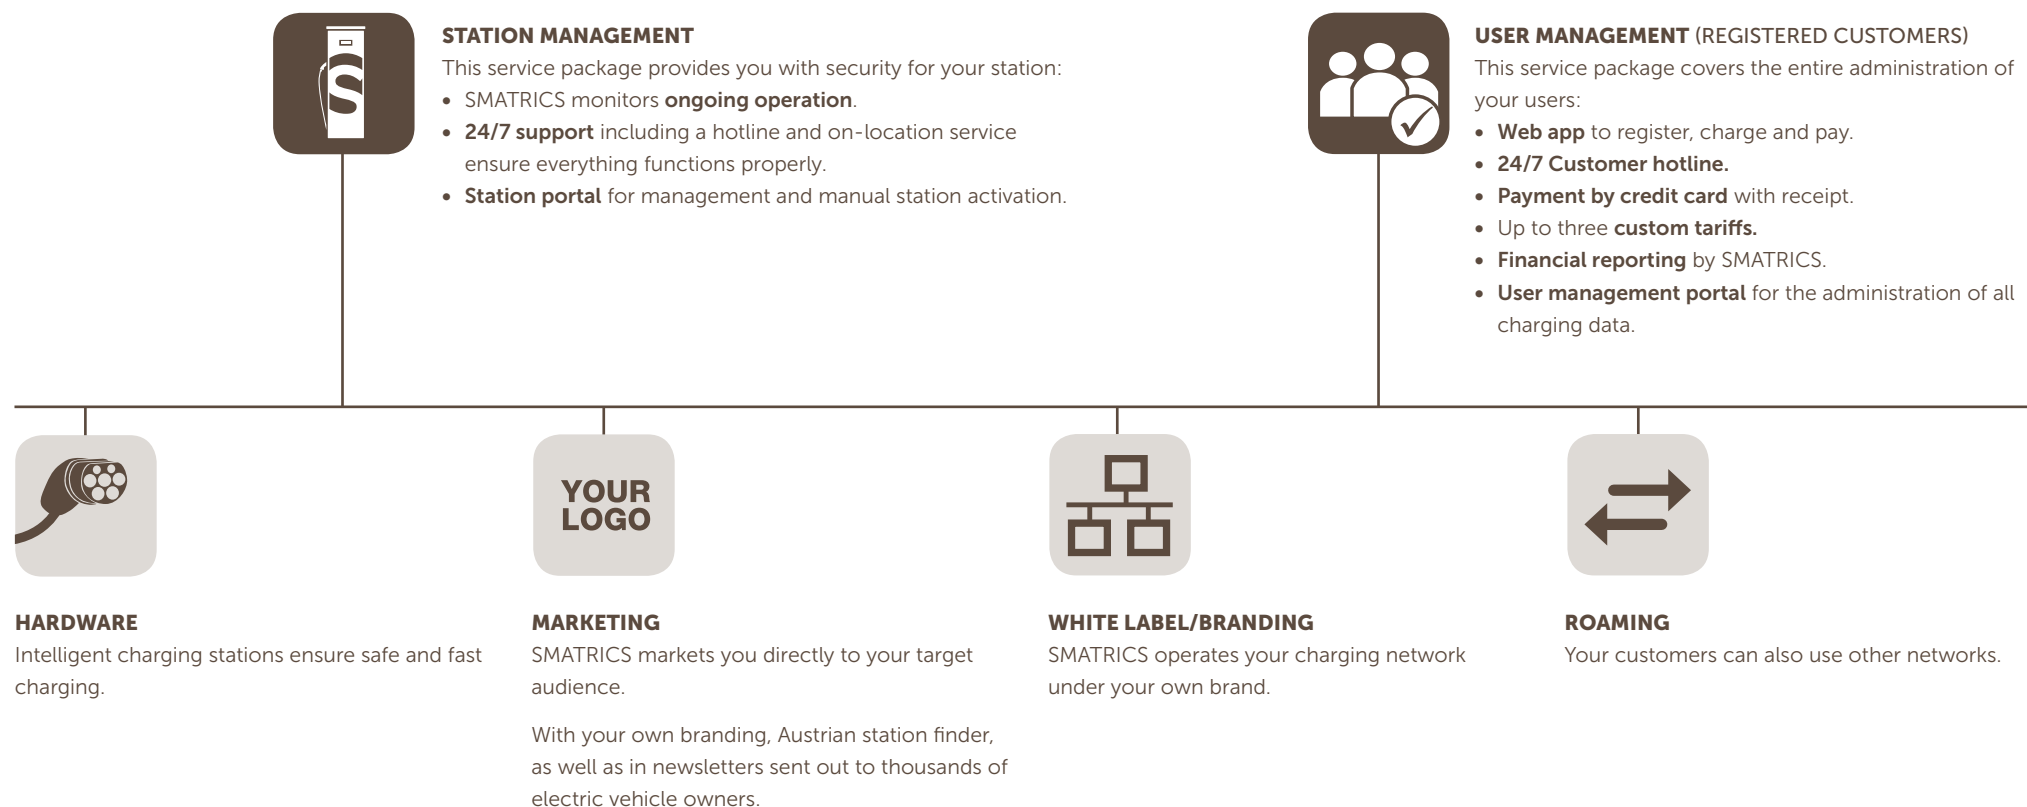 STATION MANAGEMENT
This service package provides you with security for your station:
• SMATRICS monitors ongoing operation.
• 24/7 support including a hotline and on-location service
ensure everything functions properly.
• Station portal for management and manual station activation.
USER MANAGEMENT (REGISTERED CUSTOMERS)
This service package covers the entire administration of
your users:
• Web app to register, charge and pay.
• 24/7 Customer hotline.
• Payment by credit card with receipt.
• Up to three custom tariffs.
• Financial reporting by SMATRICS.
• User management portal for the administration of all
charging data.
S
HARDWARE
Intelligent charging stations ensure safe and fast
charging.
YOUR
LOGO
MARKETING
SMATRICS markets you directly to your target
audience.
With your own branding, Austrian station finder,
as well as in newsletters sent out to thousands of
electric vehicle owners.
WHITE LABEL/BRANDING
SMATRICS operates your charging network
under your own brand.
ROAMING
Your customers can also use other networks.